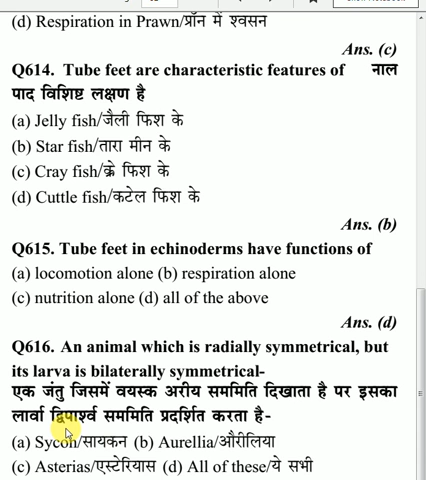 (d) Respiration in Prawn/प्रॉन में श्वसन
Ans. (c)
Q614. Tube feet are characteristic features of नाल
पाद विशिष्ट लक्षण है
(a) Jelly fish/जैली फिश के
(b) Star fish/तारा मीन के
(c) Cray fish/क्रे फिश के
(d) Cuttle fish/कटेल फिश के
Ans. (b)
Q615. Tube feet in echinoderms have functions of
(a) locomotion alone (b) respiration alone
(c) nutrition alone (d) all of the above
Ans. (d)
Q616. An animal which is radially symmetrical, but
its larva is bilaterally symmetrical-
एक जंतु जिसमें वयस्क अरीय सममिति दिखाता है पर इसका
लार्वा द्विपार्श्व सममिति प्रदर्शित करता है-
(a) Sycon/सायकन (b) Aurellia/औरीलिया
(c) Asterias/एस्टेरियास (d) All of these/ये सभी